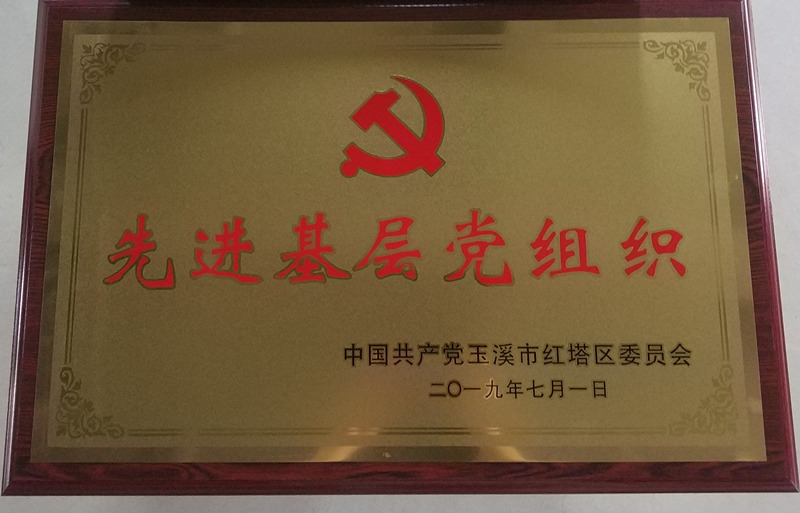 先进基层党组织
中国共产党玉溪市红塔区委员会
二〇一九年七月一日